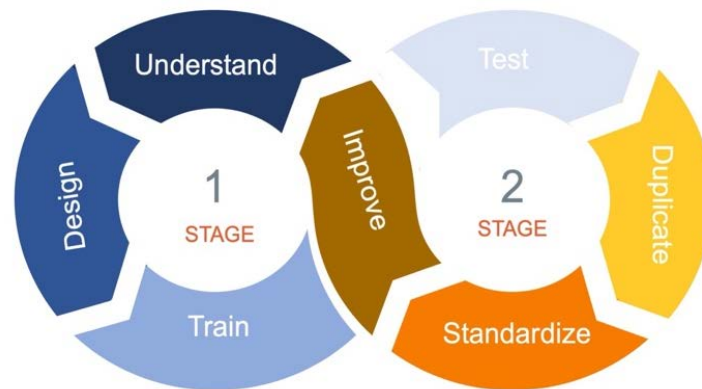 Understand
Test
Design
1
STAGE
Improve
2
STAGE
Duplicate
Train
Standardize